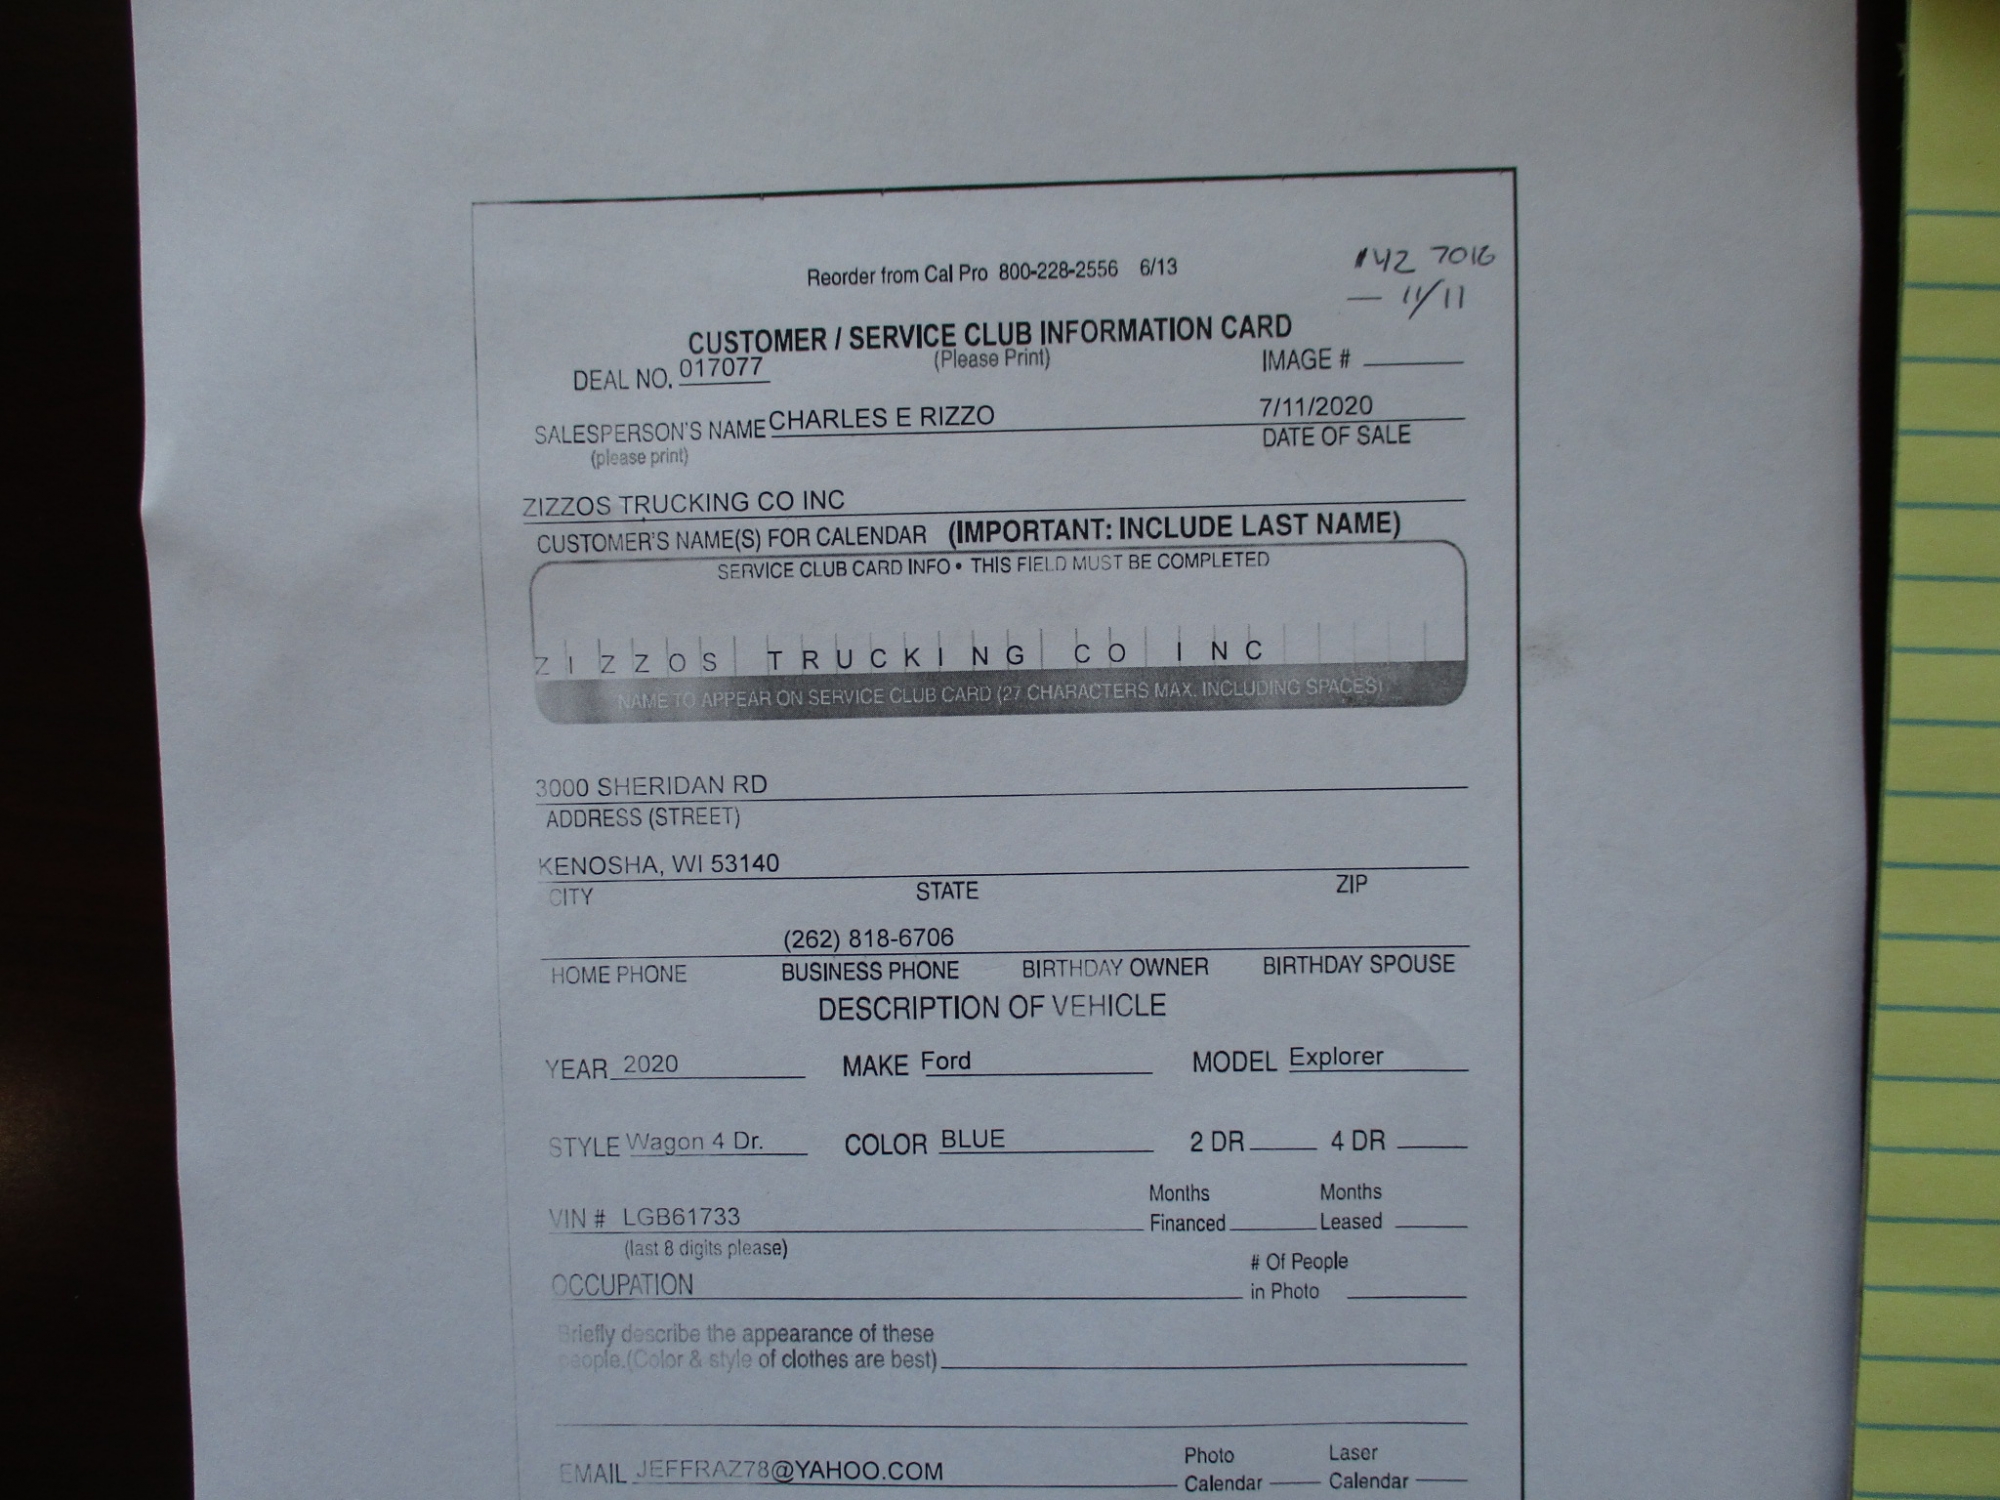 142 7016
— 11/11
Reorder from Cal Pro 800-228-2556 6/13
CUSTOMER / SERVICE CLUB INFORMATION CARD
(Please Print)
DEAL NO. 017077 IMAGE #
SALESPERSON'S NAME CHARLES E RIZZO 7/11/2020
(please print) DATE OF SALE
ZIZZOS TRUCKING CO INC
CUSTOMER'S NAME(S) FOR CALENDAR (IMPORTANT: INCLUDE LAST NAME)
SERVICE CLUB CARD INFO • THIS FIELD MUST BE COMPLETED
ZIZZOS TRUCKING CO INC
NAME TO APPEAR ON SERVICE CLUB CARD (27 CHARACTERS MAX. INCLUDING SPACES)
3000 SHERIDAN RD
ADDRESS (STREET)
KENOSHA, WI 53140
CITY STATE ZIP
(262) 818-6706
HOME PHONE BUSINESS PHONE BIRTHDAY OWNER BIRTHDAY SPOUSE
DESCRIPTION OF VEHICLE
YEAR 2020 MAKE Ford MODEL Explorer
STYLE Wagon 4 Dr. COLOR BLUE 2 DR 4 DR
VIN # LGB61733 Months Financed Months Leased
(last 8 digits please)
OCCUPATION # Of People in Photo
Briefly describe the appearance of these
people.(Color & style of clothes are best)
EMAIL JEFFRAZ78@YAHOO.COM Photo Calendar Laser Calendar